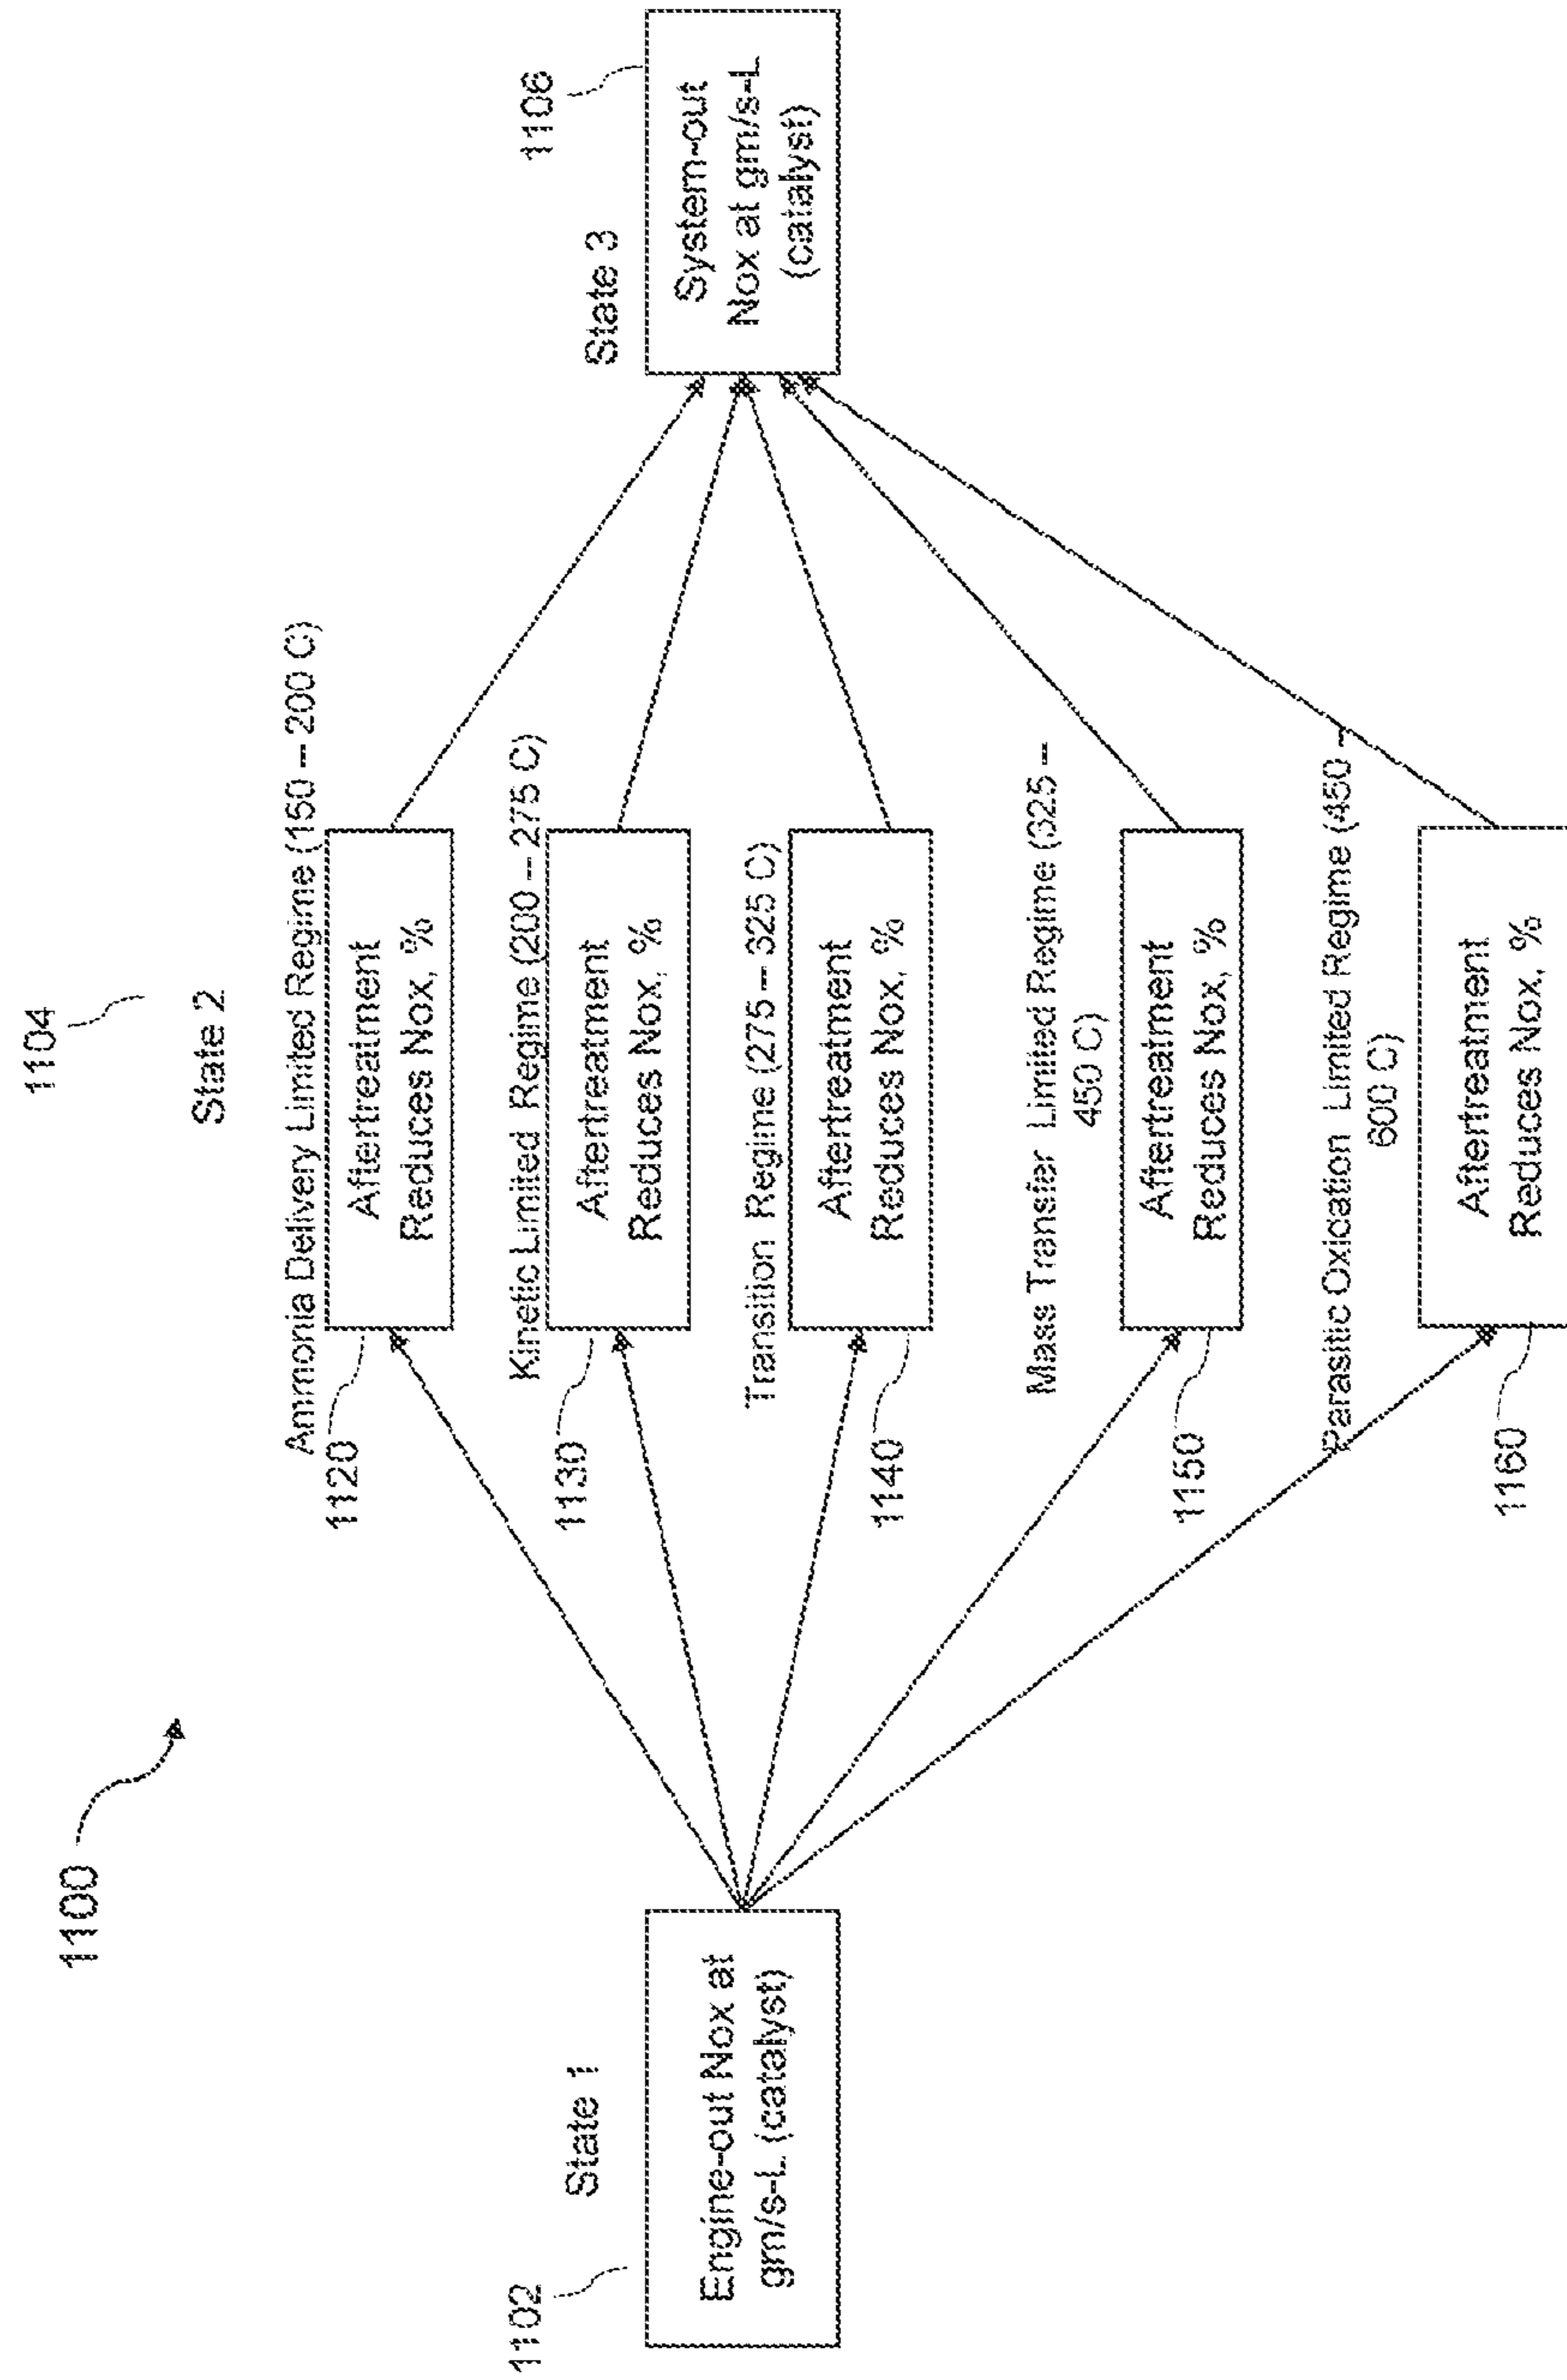 1100
1104
State 2
State 1
1102
Engine-out Nox at
gm/s-L (catalyst)
Ammonia Delivery Limited Regime (150 – 200 C)
1120
Aftertreatment
Reduces Nox, %
Kinetic Limited Regime (200 – 275 C)
1130
Aftertreatment
Reduces Nox, %
Transition Regime (275 – 325 C)
1140
Aftertreatment
Reduces Nox, %
Mass Transfer Limited Regime (325 –
450 C)
1150
Aftertreatment
Reduces Nox, %
Parasitic Oxication Limited Regime (450 –
600 C)
1160
Aftertreatment
Reduces Nox, %
State 3
1106
System-out
Nox at gm/s-L
(catalyst)